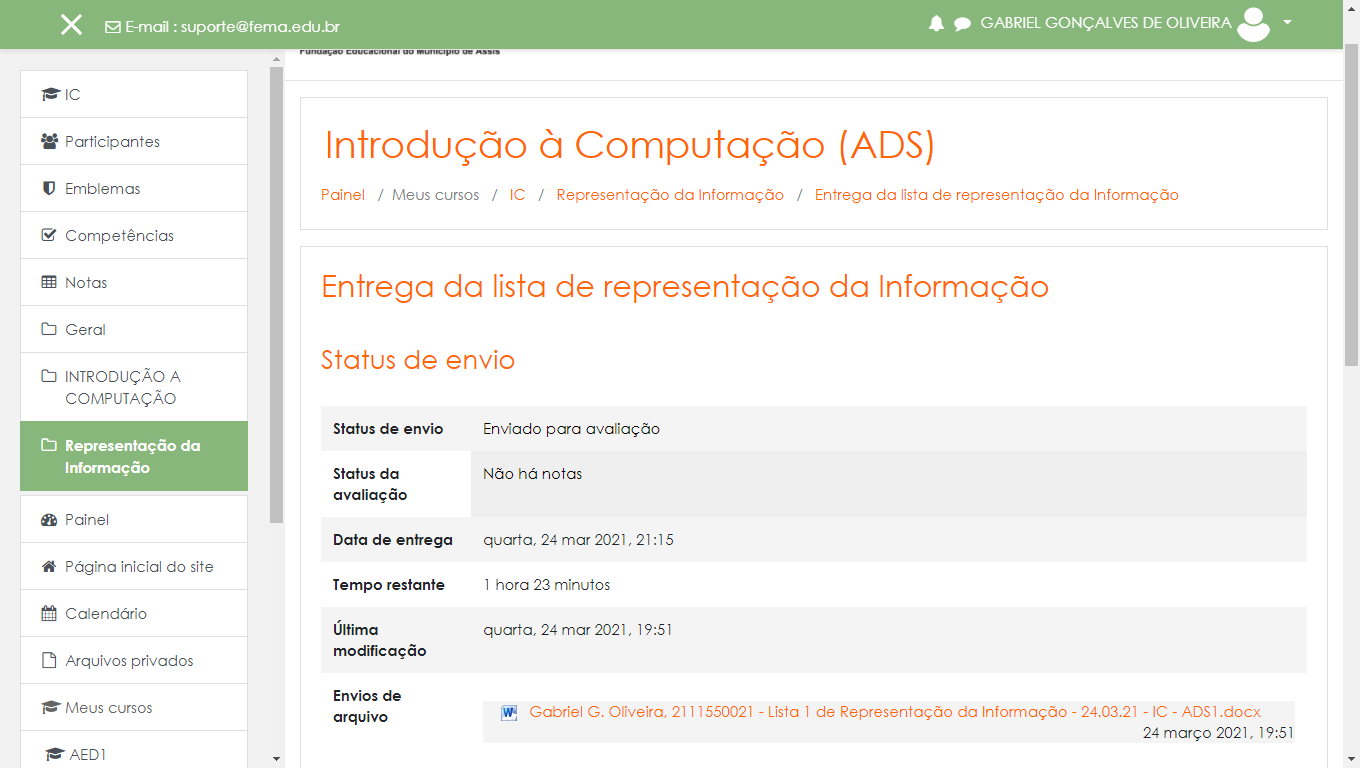 E-mail : suporte@fema.edu.br
GABRIEL GONÇALVES DE OLIVEIRA
Fundação Educacional do Município de Assis
IC
Participantes
Emblemas
Competências
Notas
Geral
INTRODUÇÃO A
COMPUTAÇÃO
Representação da
Informação
Painel
Página inicial do site
Calendário
Arquivos privados
Meus cursos
AED1
Introdução à Computação (ADS)
Painel / Meus cursos / IC / Representação da Informação / Entrega da lista de representação da Informação
Entrega da lista de representação da Informação
Status de envio
Status de envio Enviado para avaliação
Status da
avaliação
Não há notas
Data de entrega quarta, 24 mar 2021, 21:15
Tempo restante 1 hora 23 minutos
Última
modificação
quarta, 24 mar 2021, 19:51
Envios de
arquivo
Gabriel G. Oliveira, 2111550021 - Lista 1 de Representação da Informação - 24.03.21 - IC - ADS1.docx
24 março 2021, 19:51